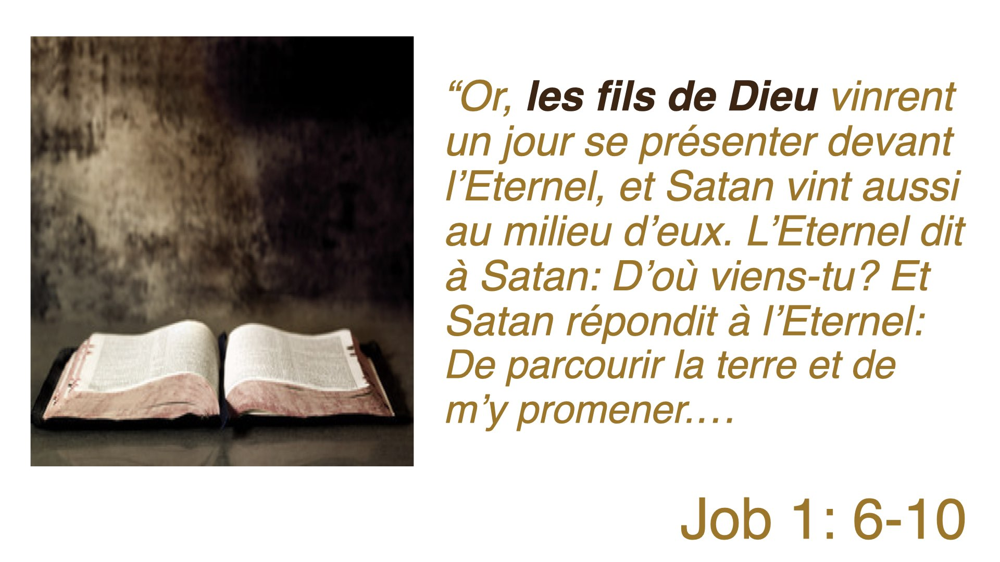 “Or, les fils de Dieu vinrent
un jour se présenter devant
l’Eternel, et Satan vint aussi
au milieu d’eux. L’Eternel dit
à Satan: D’où viens-tu? Et
Satan répondit à l’Eternel:
De parcourir la terre et de
m’y promener.…
Job 1: 6-10